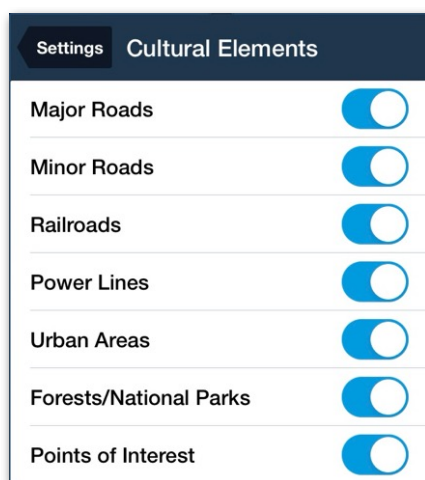 Settings Cultural Elements
Major Roads
Minor Roads
Railroads
Power Lines
Urban Areas
Forests/National Parks
Points of Interest